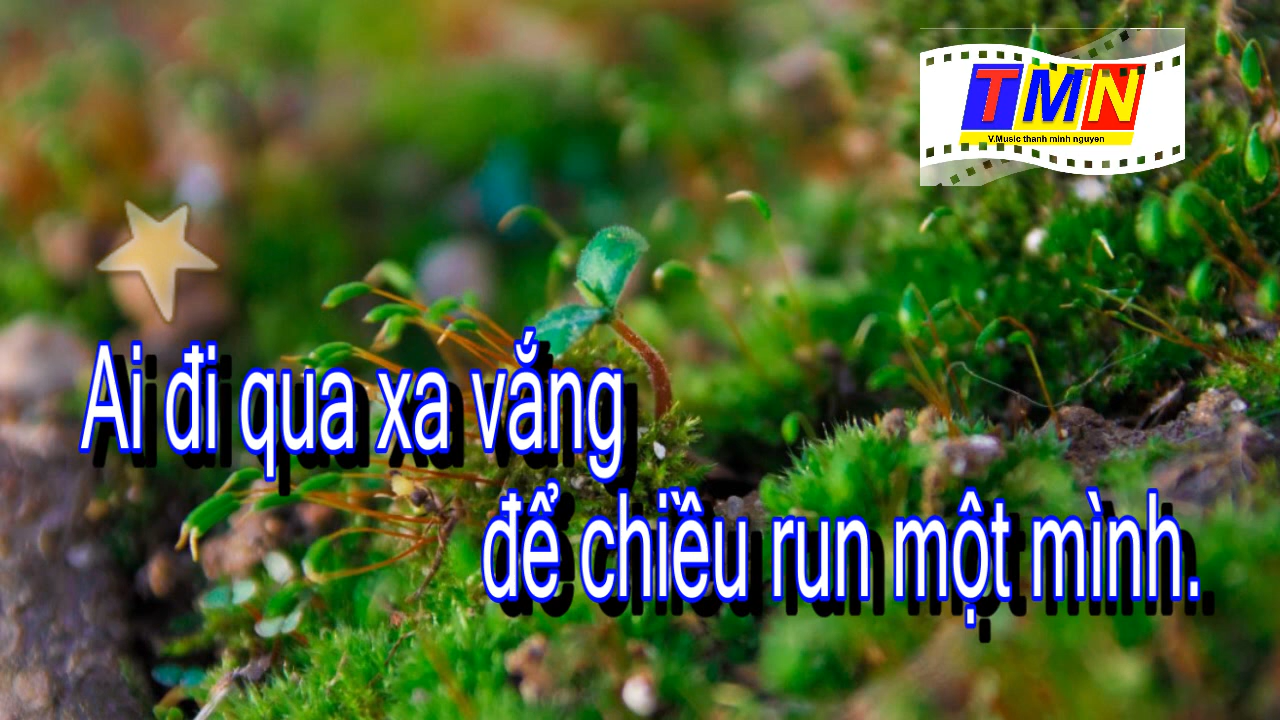 TMN
V.Music thanh minh nguyen
Ai đi qua xa vắng
để chiều run một mình.